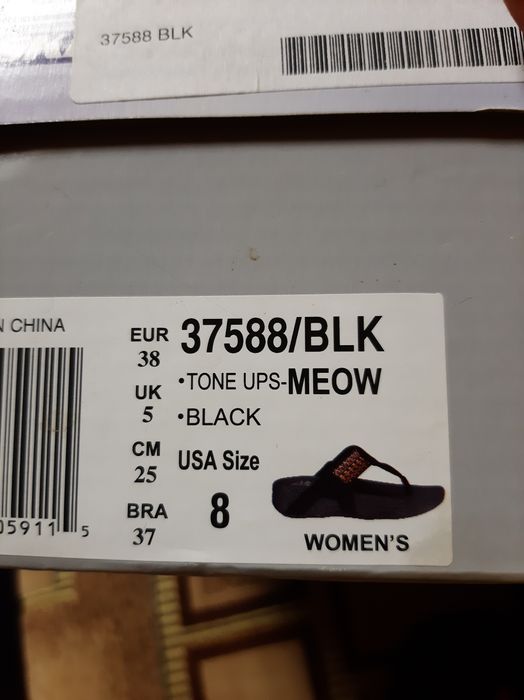 37588 BLK
N CHINA
EUR
38
UK
5
CM
25
BRA
37
37588/BLK
•TONE UPS-MEOW
•BLACK
USA Size
8
WOMEN'S
05911 5